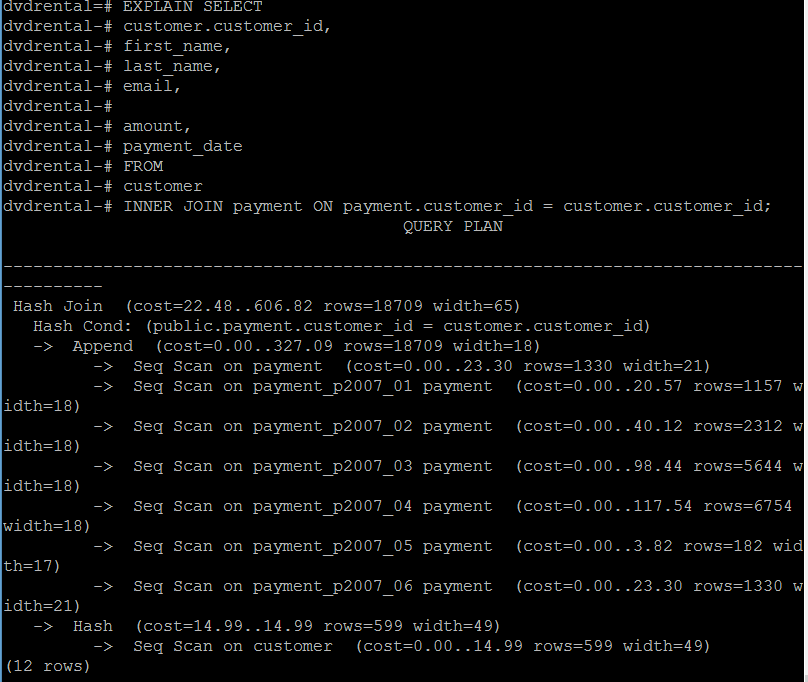 dvdrental=# EXPLAIN SELECT
dvdrental-# customer.customer_id,
dvdrental-# first_name,
dvdrental-# last_name,
dvdrental-# email,
dvdrental-#
dvdrental-# amount,
dvdrental-# payment_date
dvdrental-# FROM
dvdrental-# customer
dvdrental-# INNER JOIN payment ON payment.customer_id = customer.customer_id;
                                        QUERY PLAN

--------------------------------------------------------------------------------
----------
 Hash Join  (cost=22.48..606.82 rows=18709 width=65)
   Hash Cond: (public.payment.customer_id = customer.customer_id)
   ->  Append  (cost=0.00..327.09 rows=18709 width=18)
         ->  Seq Scan on payment  (cost=0.00..23.30 rows=1330 width=21)
         ->  Seq Scan on payment_p2007_01 payment  (cost=0.00..20.57 rows=1157 w
idth=18)
         ->  Seq Scan on payment_p2007_02 payment  (cost=0.00..40.12 rows=2312 w
idth=18)
         ->  Seq Scan on payment_p2007_03 payment  (cost=0.00..98.44 rows=5644 w
idth=18)
         ->  Seq Scan on payment_p2007_04 payment  (cost=0.00..117.54 rows=6754
width=18)
         ->  Seq Scan on payment_p2007_05 payment  (cost=0.00..3.82 rows=182 wid
th=17)
         ->  Seq Scan on payment_p2007_06 payment  (cost=0.00..23.30 rows=1330 w
idth=21)
   ->  Hash  (cost=14.99..14.99 rows=599 width=49)
         ->  Seq Scan on customer  (cost=0.00..14.99 rows=599 width=49)
(12 rows)